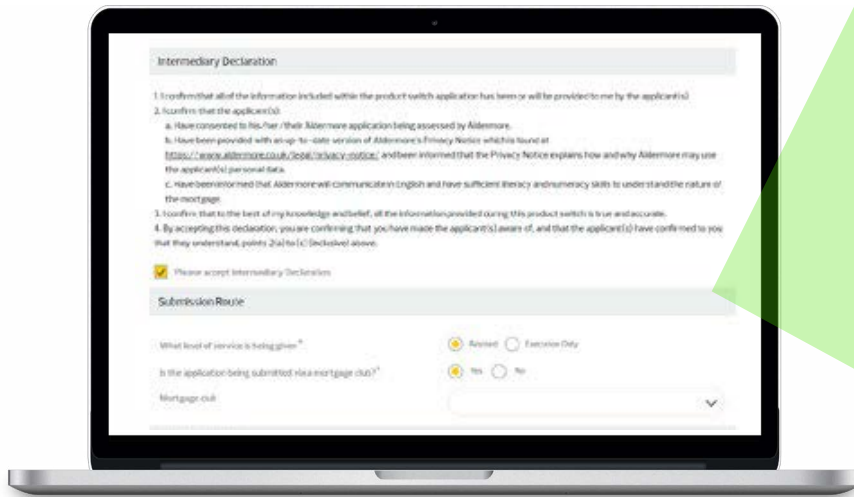 Intermediary Declaration
1. I confirm that all of the information included within the product switch application has been or will be provided to me by the applicant(s)
2. I confirm that the applicant(s):
a. Have consented to his/her/their Aldermore application being assessed by Aldermore.
b. Have been provided with an up-to-date version of Aldermore's Privacy Notice which is found at
https://www.aldermore.co.uk/legal/privacy-notice/ and been informed that the Privacy Notice explains how and why Aldermore may use
the applicant(s) personal data.
c. Have been informed that Aldermore will communicate in English and have sufficient literacy and numeracy skills to understand the nature of
the mortgage.
3. I confirm that to the best of my knowledge and belief, all the information provided during this product switch is true and accurate.
4. By accepting this declaration, you are confirming that you have made the applicant(s) aware of, and that the applicant(s) have confirmed to you
that they understand, points 2(a) to (c) (inclusive) above.
Please accept Intermediary Declaration
Submission Route
What level of service is being given*
Advised Execution Only
Is the application being submitted via a mortgage club?*
Yes No
Mortgage club